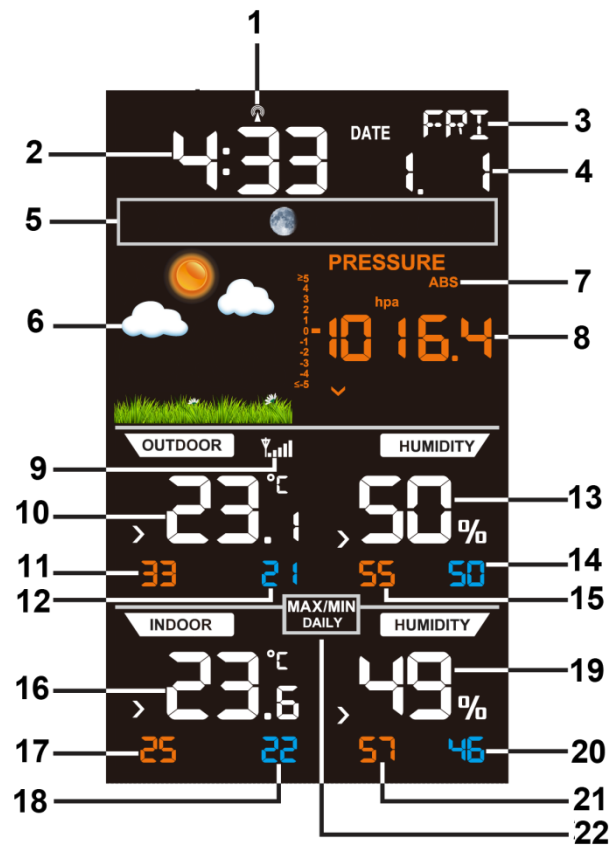 1
2 4:33 DATE FRI 3
1. 1 4
5
PRESSURE
ABS 7
hpa
6 1016.4 8
≥5
4
3
2
1
0
-1
-2
-3
-4
≤-5
9 OUTDOOR HUMIDITY
10 23.1 °C 50 % 13
11 33 21 55 50 14
12 15
MAX/MIN
DAILY
INDOOR HUMIDITY
16 23.6 °C 49 % 19
17 25 22 57 46 20
18 21
22